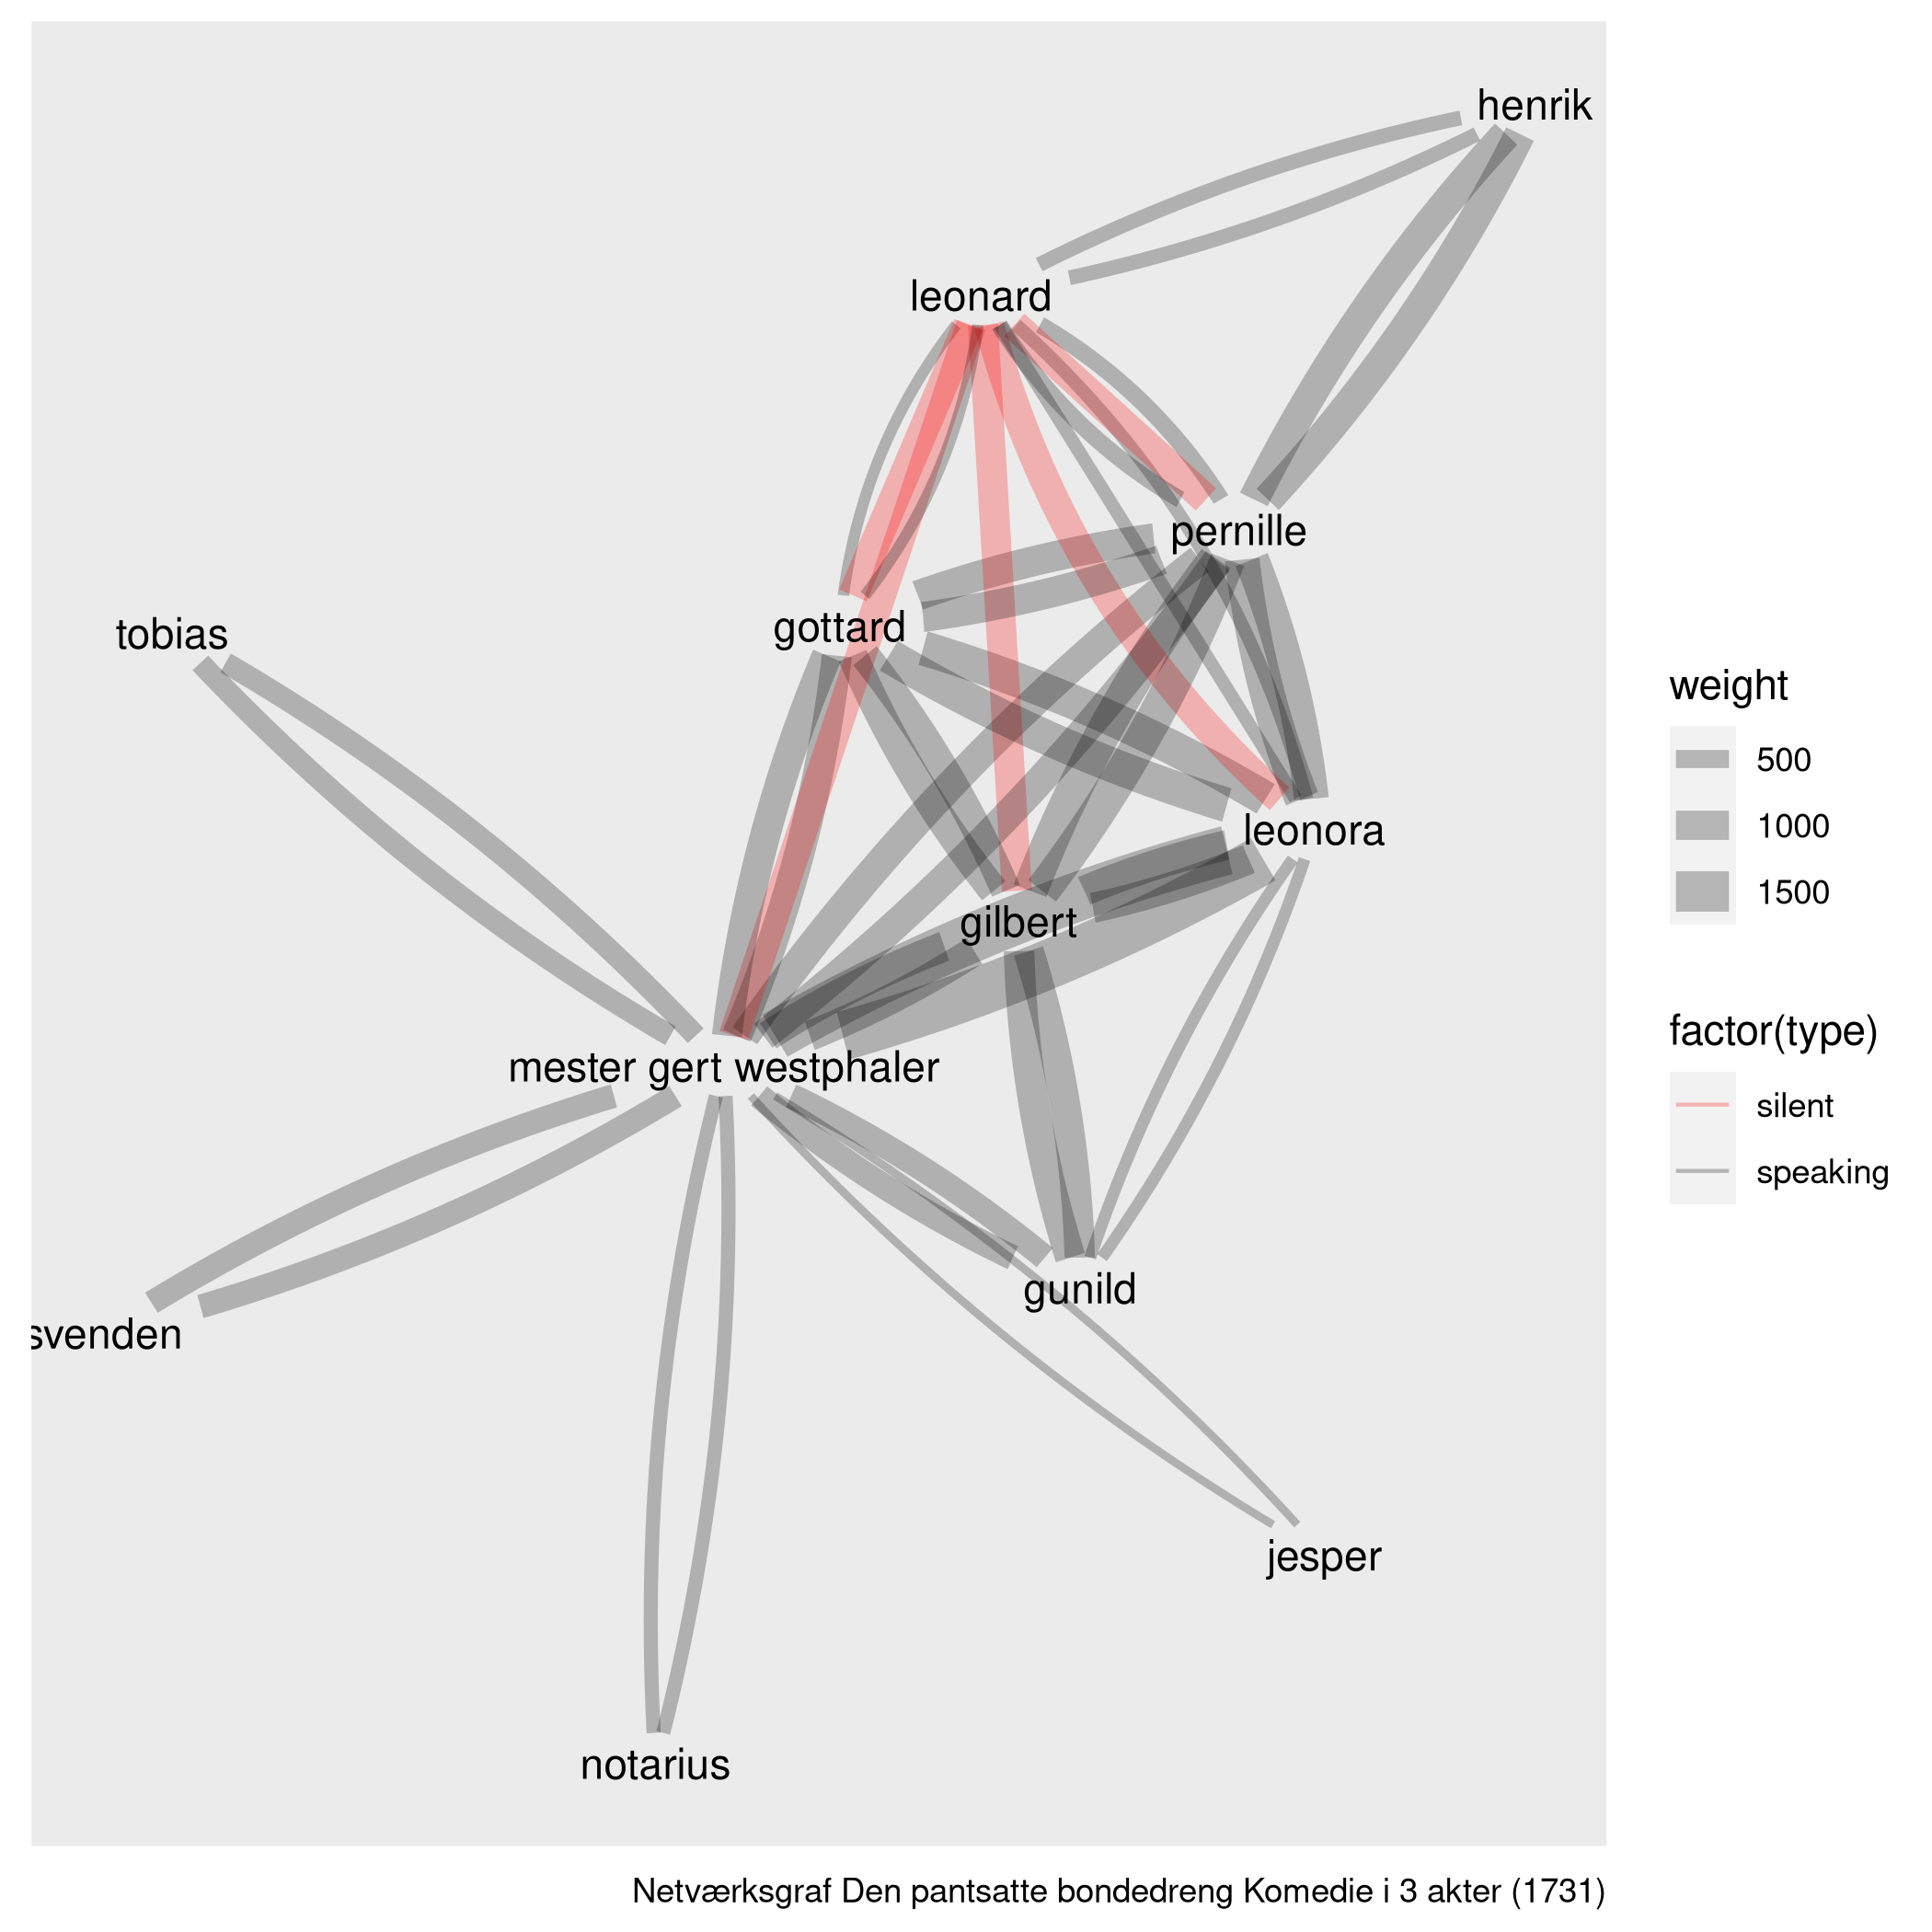 henrik
leonard
pernille
gottard
tobias
leonora
gilbert
mester gert westphaler
gunild
svenden
jesper
notarius
weight
500
1000
1500
factor(type)
silent
speaking
Netværksgraf Den pantsatte bondedreng Komedie i 3 akter (1731)